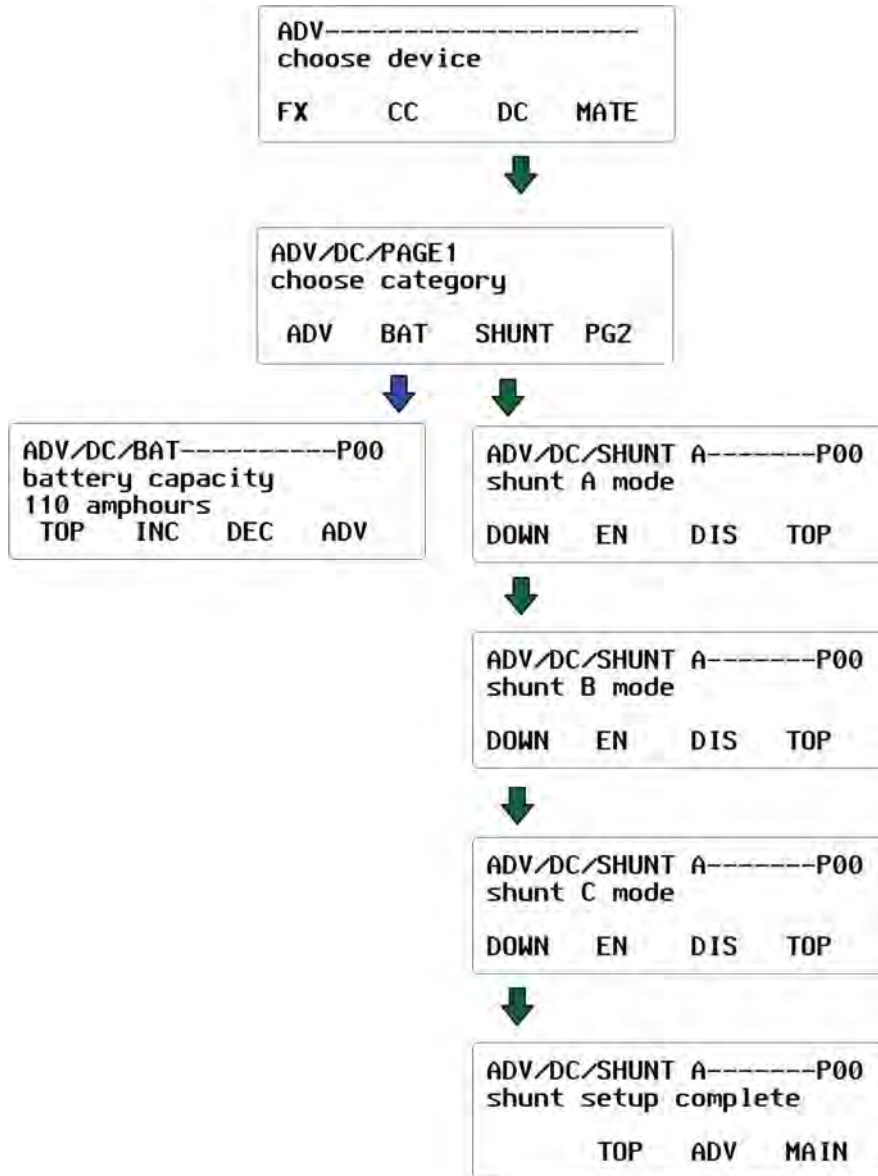 ADV---------------------
choose device
FX CC DC MATE
ADV/DC/PAGE1
choose category
ADV BAT SHUNT PG2
ADV/DC/BAT----------P00
battery capacity
110 amphours
TOP INC DEC ADV
ADV/DC/SHUNT A-------P00
shunt A mode
DOWN EN DIS TOP
ADV/DC/SHUNT A-------P00
shunt B mode
DOWN EN DIS TOP
ADV/DC/SHUNT A-------P00
shunt C mode
DOWN EN DIS TOP
ADV/DC/SHUNT A-------P00
shunt setup complete
TOP ADV MAIN